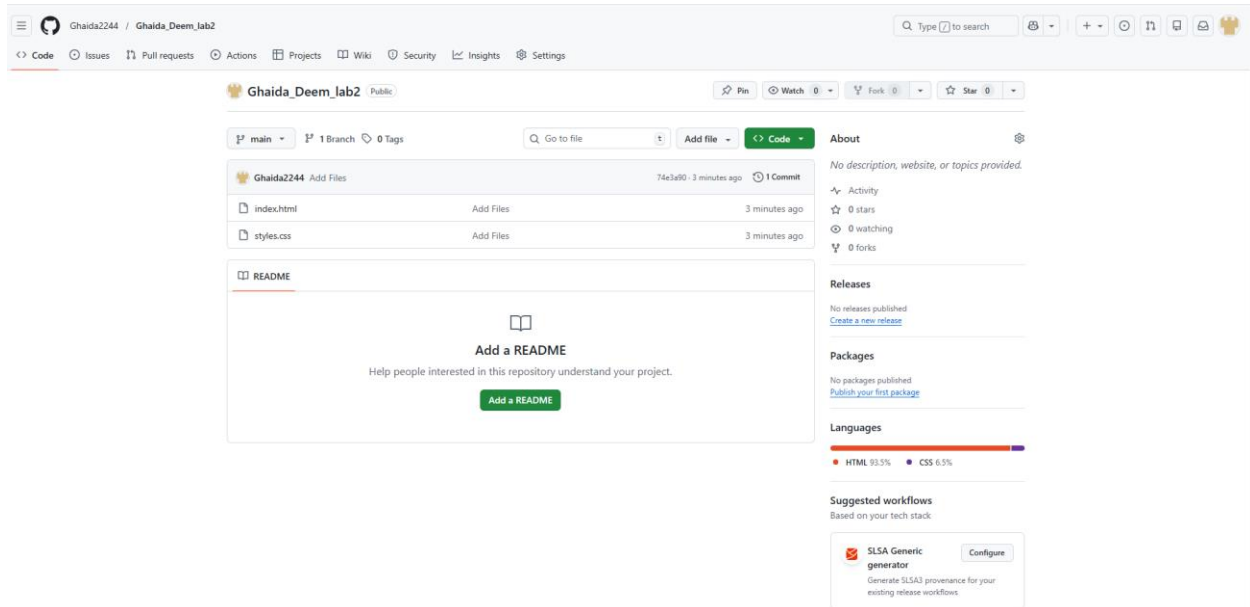 Ghaida2244 / Ghaida_Deem_lab2
Type / to search
Code Issues Pull requests Actions Projects Wiki Security Insights Settings
Ghaida_Deem_lab2 Public
Pin Watch 0 Fork 0 Star 0
main 1 Branch 0 Tags
Go to file t Add file Code
Ghaida2244 Add Files 74e3a90 · 3 minutes ago 1 Commit
index.html Add Files 3 minutes ago
styles.css Add Files 3 minutes ago
README
Add a README
Help people interested in this repository understand your project.
Add a README
About
No description, website, or topics provided.
Activity
0 stars
0 watching
0 forks
Releases
No releases published
Create a new release
Packages
No packages published
Publish your first package
Languages
HTML 93.5% CSS 6.5%
Suggested workflows
Based on your tech stack
SLSA Generic
generator
Configure
Generate SLSA3 provenance for your
existing release workflows